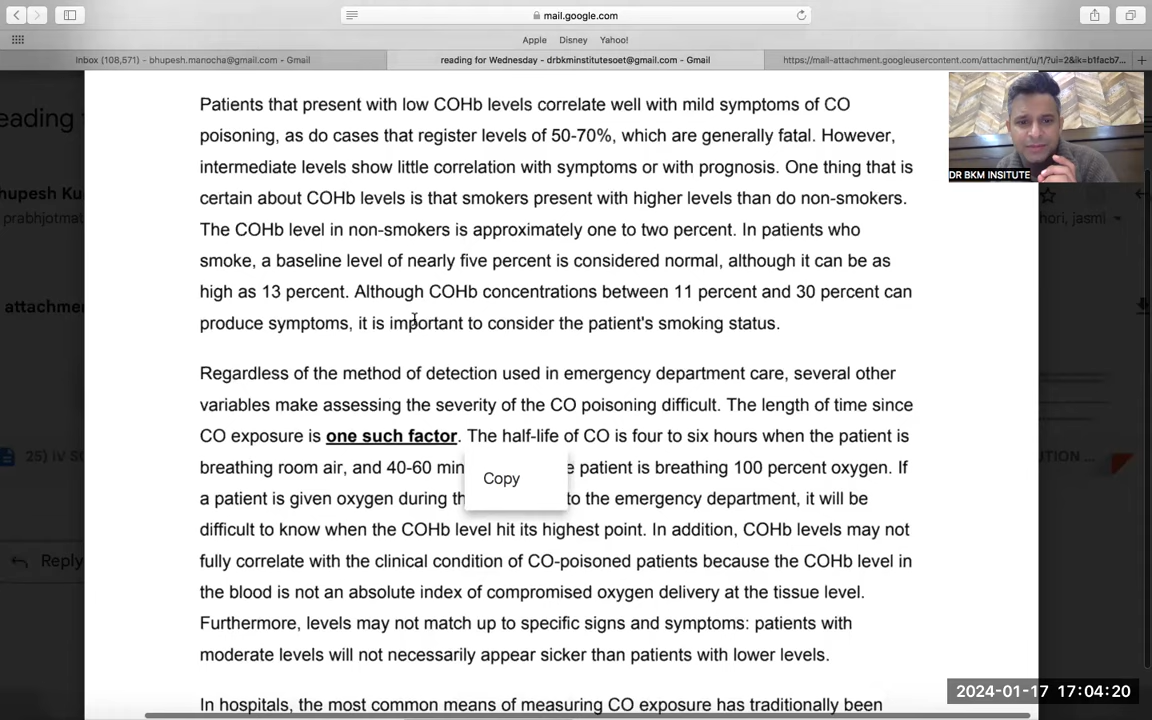 mail.google.com
Apple Disney Yahoo!
Inbox (108,571) - bhupesh.manocha@gmail.com - Gmail
reading for Wednesday - drbkminstitutesoet@gmail.com - Gmail
https://mail-attachment.googleusercontent.com/attachment/u/1/?ui=2&ik=b1facb7...
DR BKM INSITUTE
eading
hupesh Ku
prabhjotmat
hori, jasmi
attachment
25) IV SO
UTION ...
Reply
Patients that present with low COHb levels correlate well with mild symptoms of CO
poisoning, as do cases that register levels of 50-70%, which are generally fatal. However,
intermediate levels show little correlation with symptoms or with prognosis. One thing that is
certain about COHb levels is that smokers present with higher levels than do non-smokers.
The COHb level in non-smokers is approximately one to two percent. In patients who
smoke, a baseline level of nearly five percent is considered normal, although it can be as
high as 13 percent. Although COHb concentrations between 11 percent and 30 percent can
produce symptoms, it is important to consider the patient's smoking status.
Regardless of the method of detection used in emergency department care, several other
variables make assessing the severity of the CO poisoning difficult. The length of time since
CO exposure is one such factor. The half-life of CO is four to six hours when the patient is
breathing room air, and 40-60 min e patient is breathing 100 percent oxygen. If
Copy
a patient is given oxygen during th to the emergency department, it will be
difficult to know when the COHb level hit its highest point. In addition, COHb levels may not
fully correlate with the clinical condition of CO-poisoned patients because the COHb level in
the blood is not an absolute index of compromised oxygen delivery at the tissue level.
Furthermore, levels may not match up to specific signs and symptoms: patients with
moderate levels will not necessarily appear sicker than patients with lower levels.
In hospitals, the most common means of measuring CO exposure has traditionally been
2024-01-17 17:04:20